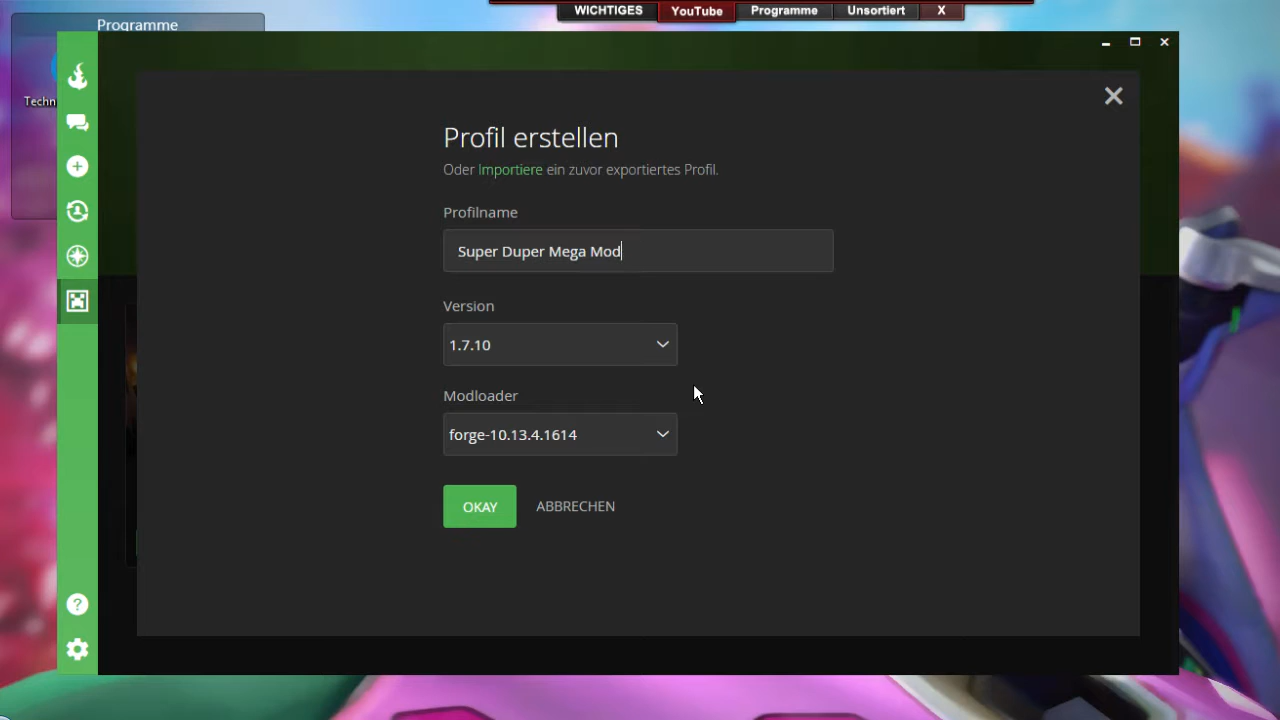 WICHTIGES YouTube Programme Unsortiert X
Programme
Techn
Profil erstellen
Oder Importiere ein zuvor exportiertes Profil.
Profilname
Super Duper Mega Mod
Version
1.7.10
Modloader
forge-10.13.4.1614
OKAY ABBRECHEN